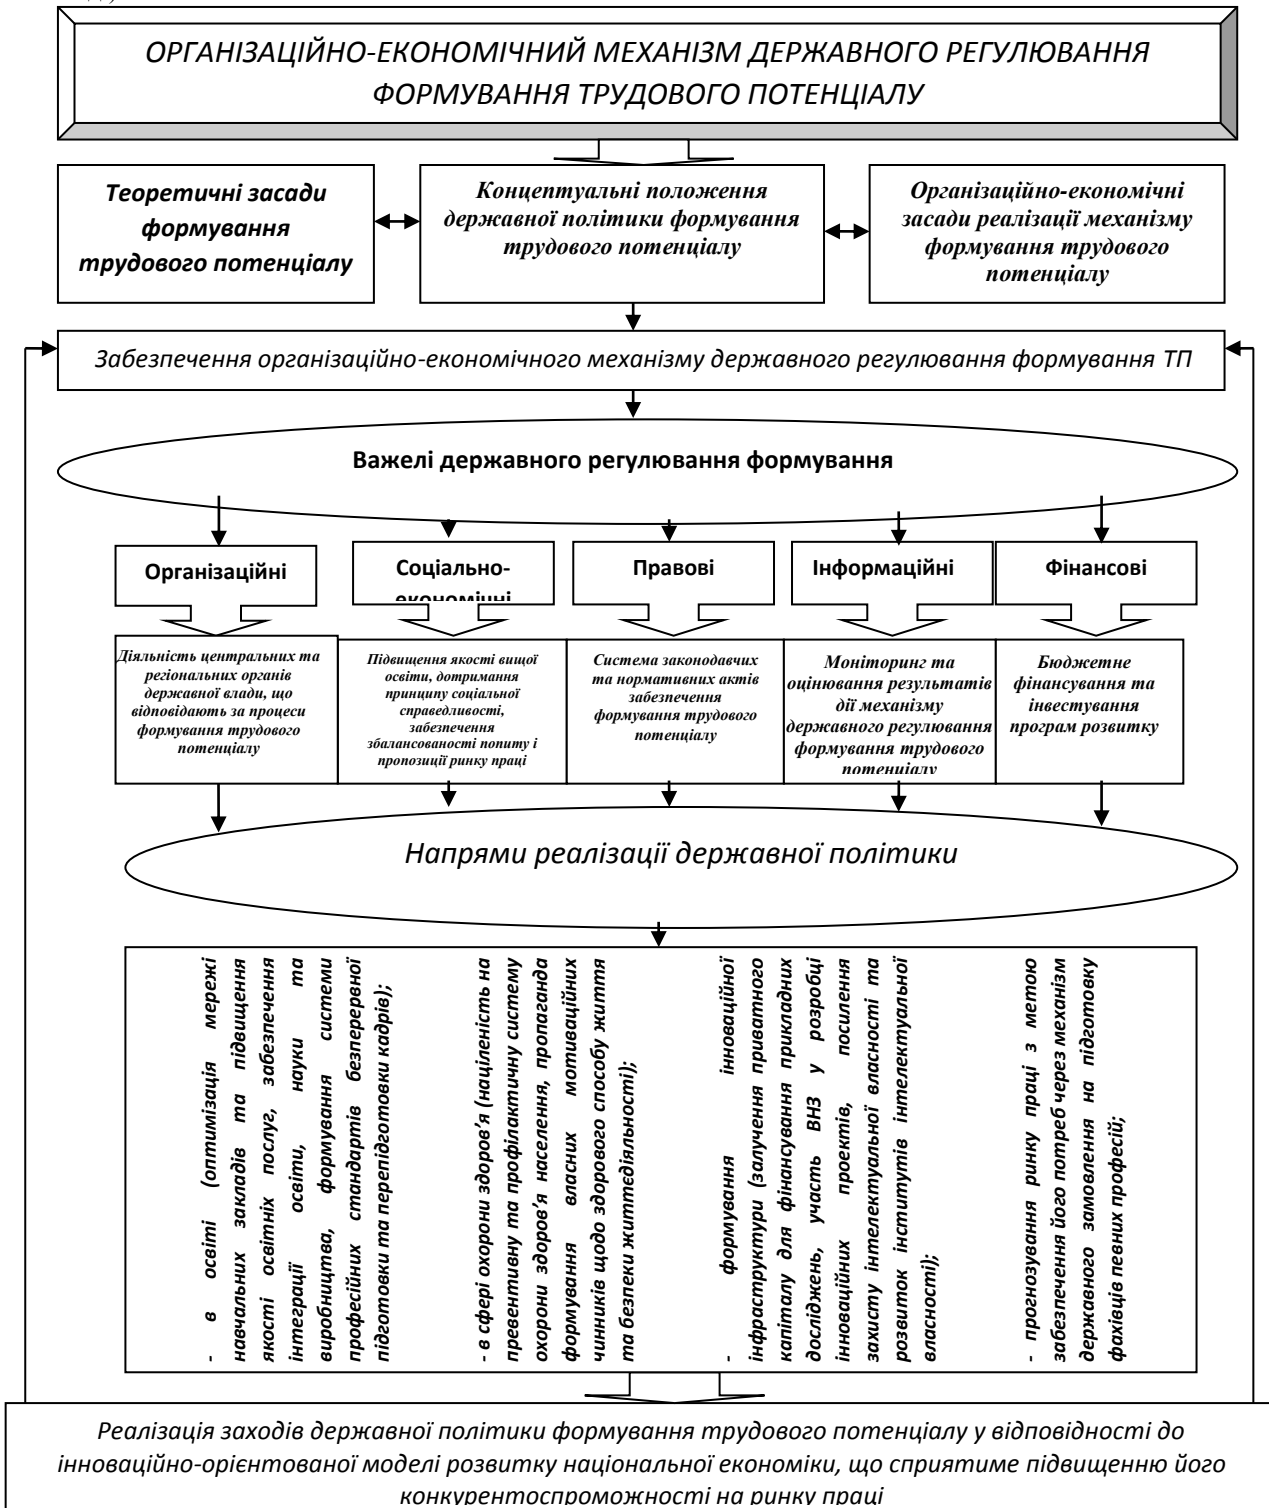 ОРГАНІЗАЦІЙНО-ЕКОНОМІЧНИЙ МЕХАНІЗМ ДЕРЖАВНОГО РЕГУЛЮВАННЯ
ФОРМУВАННЯ ТРУДОВОГО ПОТЕНЦІАЛУ
Теоретичні засади
формування
трудового потенціалу
Концептуальні положення
державної політики формування
трудового потенціалу
Організаційно-економічні
засади реалізації механізму
формування трудового
потенціалу
Забезпечення організаційно-економічного механізму державного регулювання формування ТП
Важелі державного регулювання формування
Організаційні
Соціально-
економічні
Правові
Інформаційні
Фінансові
Діяльність центральних та
регіональних органів
державної влади, що
відповідають за процеси
формування трудового
потенціалу
Підвищення якості вищої
освіти, дотримання
принципу соціальної
справедливості,
забезпечення
збалансованості попиту і
пропозиції ринку праці
Система законодавчих
та нормативних актів
забезпечення
формування трудового
потенціалу
Моніторинг та
оцінювання результатів
дії механізму
державного регулювання
формування трудового
потенціалу
Бюджетне
фінансування та
інвестування
програм розвитку
Напрями реалізації державної політики
- в освіті (оптимізація мережі
навчальних закладів та підвищення
якості освітніх послуг, забезпечення
інтеграції освіти, науки та
виробництва, формування системи
професійних стандартів безперервної
підготовки та перепідготовки кадрів);
- в сфері охорони здоров'я (націленість на
превентивну та профілактичну систему
охорони здоров'я населення, пропаганда
формування власних мотиваційних
чинників щодо здорового способу життя
та безпеки життєдіяльності);
- формування інноваційної
інфраструктури (залучення приватного
капіталу для фінансування прикладних
досліджень, участь ВНЗ у розробці
інноваційних проектів, посилення
захисту інтелектуальної власності та
розвиток інститутів інтелектуальної
власності);
- прогнозування ринку праці з метою
забезпечення його потреб через механізм
державного замовлення на підготовку
фахівців певних професій;
Реалізація заходів державної політики формування трудового потенціалу у відповідності до
інноваційно-орієнтованої моделі розвитку національної економіки, що сприятиме підвищенню його
конкурентоспроможності на ринку праці